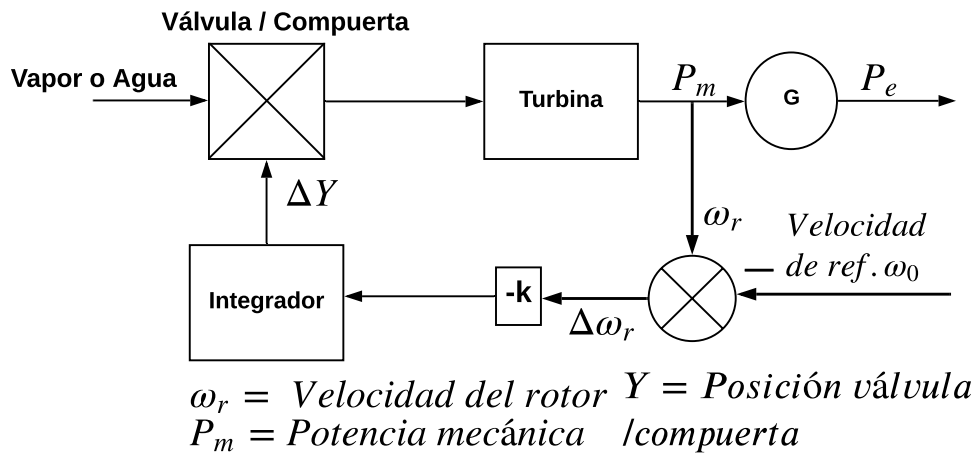 Válvula / Compuerta
Vapor o Agua
Turbina
P_m
G
P_e
ΔY
ω_r
Velocidad
de ref. ω_0
Integrador
-k
Δω_r
−
ω_r = Velocidad del rotor
Y = Posición válvula
P_m = Potencia mecánica
/compuerta